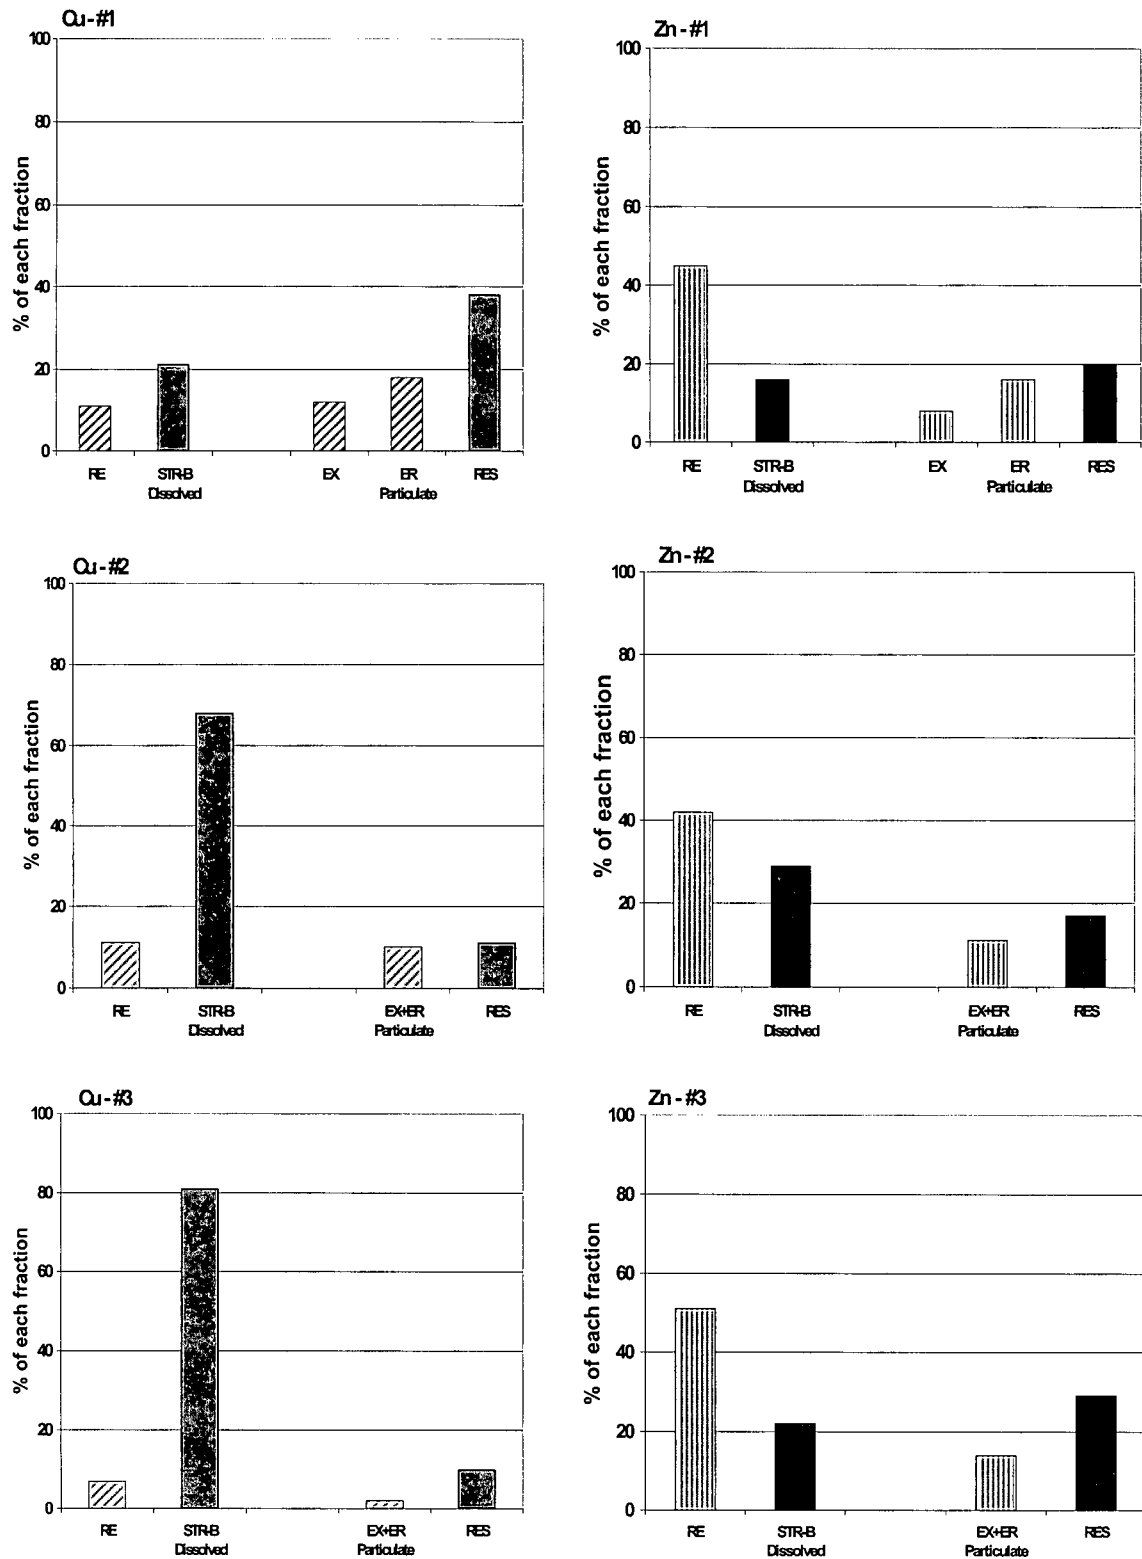 Cu - #1
100
80
60
40
20
0
% of each fraction
RE STR-B EX ER RES
Dissolved Particulate
Zn - #1
100
80
60
40
20
0
% of each fraction
RE STR-B EX ER RES
Dissolved Particulate
Cu - #2
100
80
60
40
20
0
% of each fraction
RE STR-B EX+ER RES
Dissolved Particulate
Zn - #2
100
80
60
40
20
0
% of each fraction
RE STR-B EX+ER RES
Dissolved Particulate
Cu - #3
100
80
60
40
20
0
% of each fraction
RE STR-B EX+ER RES
Dissolved Particulate
Zn - #3
100
80
60
40
20
0
% of each fraction
RE STR-B EX+ER RES
Dissolved Particulate